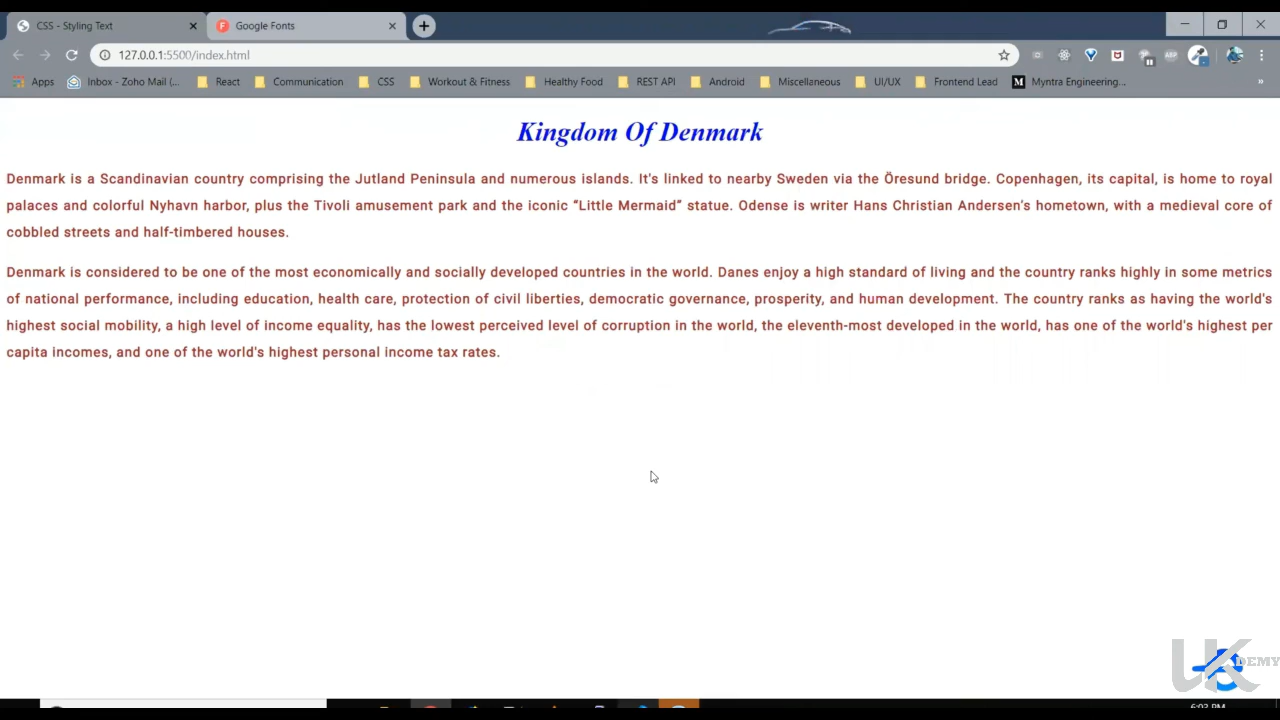 CSS - Styling Text
Google Fonts
127.0.0.1:5500/index.html
Apps
Inbox - Zoho Mail (...
React
Communication
CSS
Workout & Fitness
Healthy Food
REST API
Android
Miscellaneous
UI/UX
Frontend Lead
Myntra Engineering...
Kingdom Of Denmark
Denmark is a Scandinavian country comprising the Jutland Peninsula and numerous islands. It's linked to nearby Sweden via the Öresund bridge. Copenhagen, its capital, is home to royal
palaces and colorful Nyhavn harbor, plus the Tivoli amusement park and the iconic “Little Mermaid” statue. Odense is writer Hans Christian Andersen's hometown, with a medieval core of
cobbled streets and half-timbered houses.
Denmark is considered to be one of the most economically and socially developed countries in the world. Danes enjoy a high standard of living and the country ranks highly in some metrics
of national performance, including education, health care, protection of civil liberties, democratic governance, prosperity, and human development. The country ranks as having the world's
highest social mobility, a high level of income equality, has the lowest perceived level of corruption in the world, the eleventh-most developed in the world, has one of the world's highest per
capita incomes, and one of the world's highest personal income tax rates.
UK
DEMY
6:03 PM